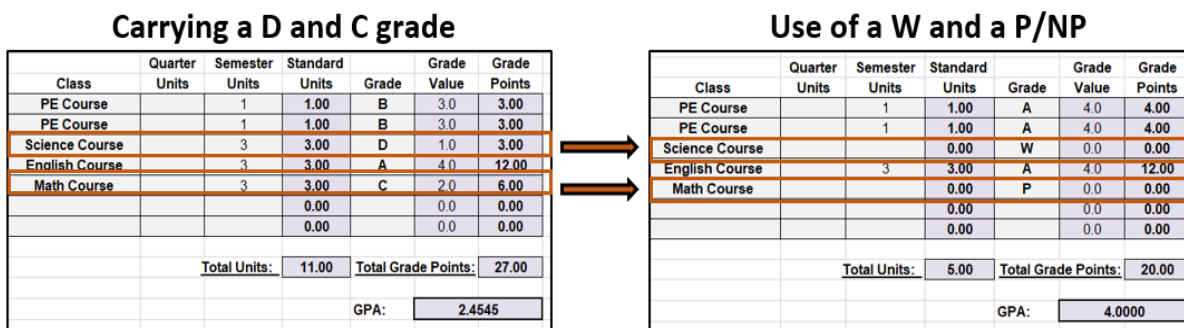 Carrying a D and C grade
Quarter Semester Standard Grade Grade
Class Units Units Units Grade Value Points
PE Course 1 1.00 B 3.0 3.00
PE Course 1 1.00 B 3.0 3.00
Science Course 3 3.00 D 1.0 3.00
English Course 3 3.00 A 4.0 12.00
Math Course 3 3.00 C 2.0 6.00
0.00 0.0 0.00
0.00 0.0 0.00
Total Units: 11.00 Total Grade Points: 27.00
GPA: 2.4545
Use of a W and a P/NP
Quarter Semester Standard Grade Grade
Class Units Units Units Grade Value Points
PE Course 1 1.00 A 4.0 4.00
PE Course 1 1.00 A 4.0 4.00
Science Course 0.00 W 0.0 0.00
English Course 3 3.00 A 4.0 12.00
Math Course 0.00 P 0.0 0.00
0.00 0.0 0.00
0.00 0.0 0.00
Total Units: 5.00 Total Grade Points: 20.00
GPA: 4.0000